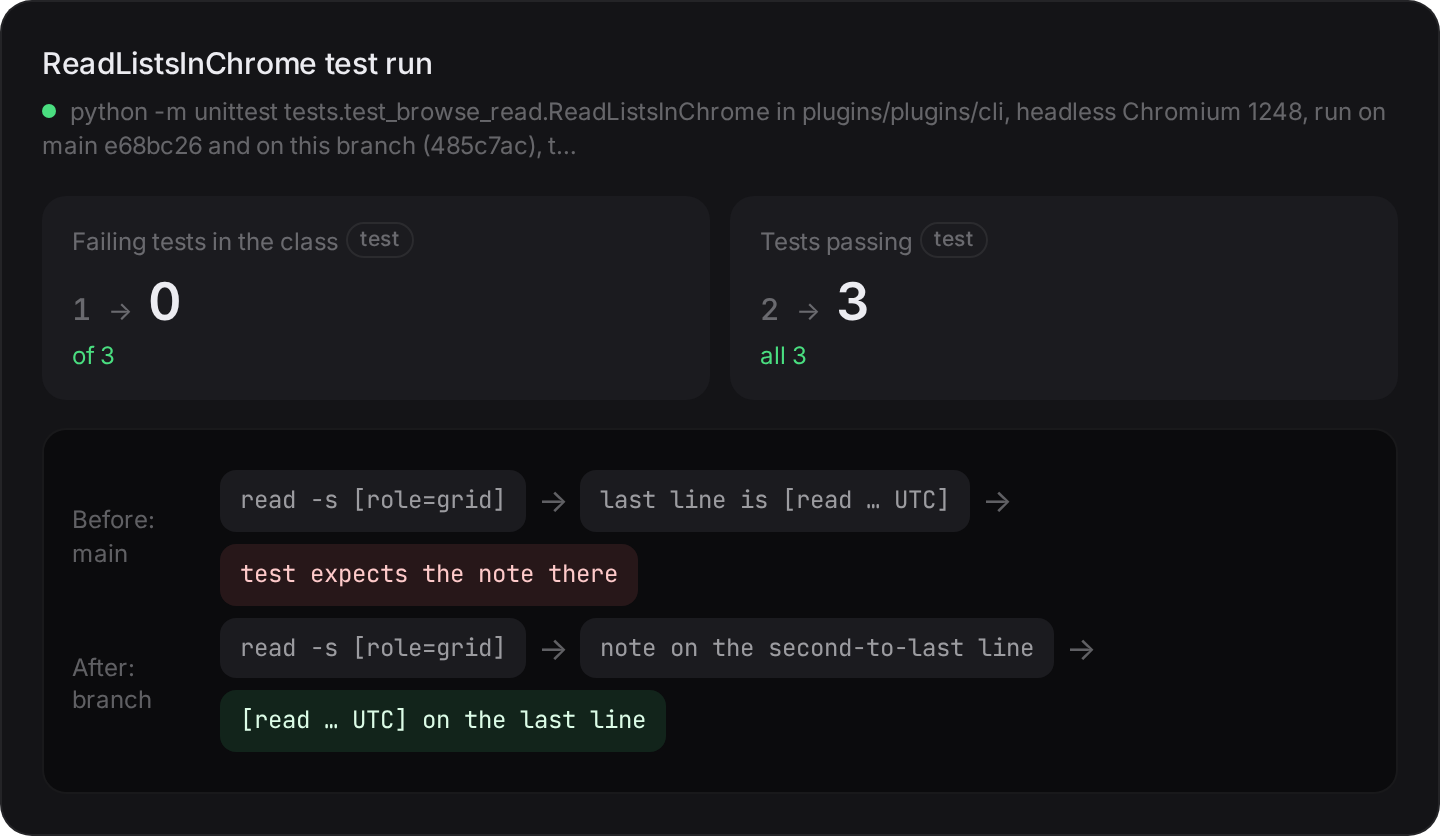 ReadListsInChrome test run
python -m unittest tests.test_browse_read.ReadListsInChrome in plugins/plugins/cli, headless Chromium 1248, run on
main e68bc26 and on this branch (485c7ac), t...
Failing tests in the class test
1 → 0
of 3
Tests passing test
2 → 3
all 3
Before:
main
read -s [role=grid] → last line is [read … UTC] →
test expects the note there
After:
branch
read -s [role=grid] → note on the second-to-last line →
[read … UTC] on the last line